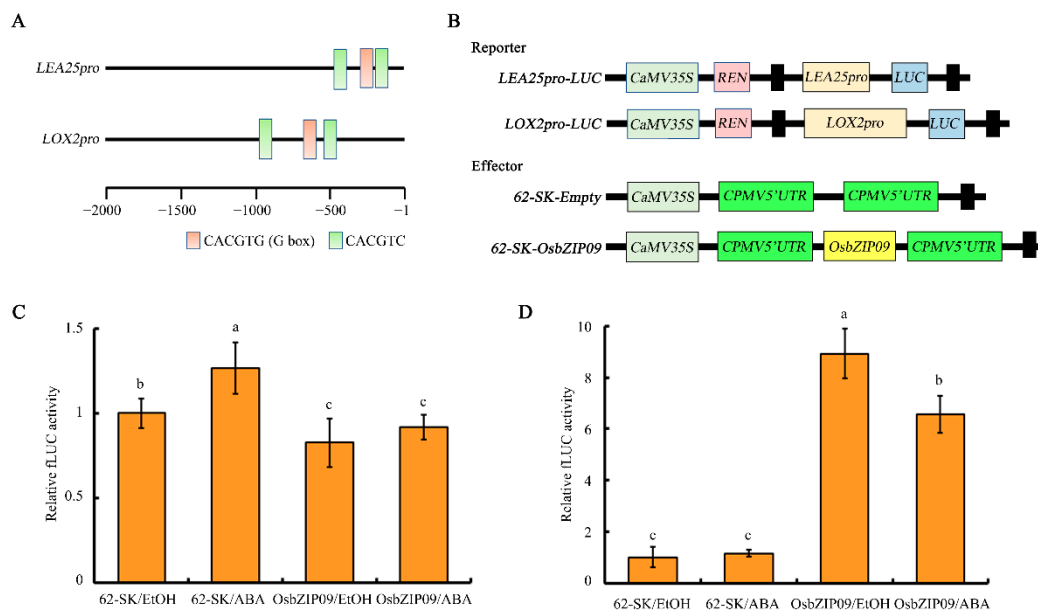 A
LEA25pro
LOX2pro
−2000 −1500 −1000 −500 −1
CACGTG (G box) CACGTC
B
Reporter
LEA25pro-LUC CaMV35S REN LEA25pro LUC
LOX2pro-LUC CaMV35S REN LOX2pro LUC
Effector
62-SK-Empty CaMV35S CPMV5'UTR CPMV5'UTR
62-SK-OsbZIP09 CaMV35S CPMV5'UTR OsbZIP09 CPMV5'UTR
C
Relative fLUC activity
1.5
1
0.5
0
b a c c
62-SK/EtOH 62-SK/ABA OsbZIP09/EtOH OsbZIP09/ABA
D
Relative fLUC activity
10
8
6
4
2
0
c c a b
62-SK/EtOH 62-SK/ABA OsbZIP09/EtOH OsbZIP09/ABA